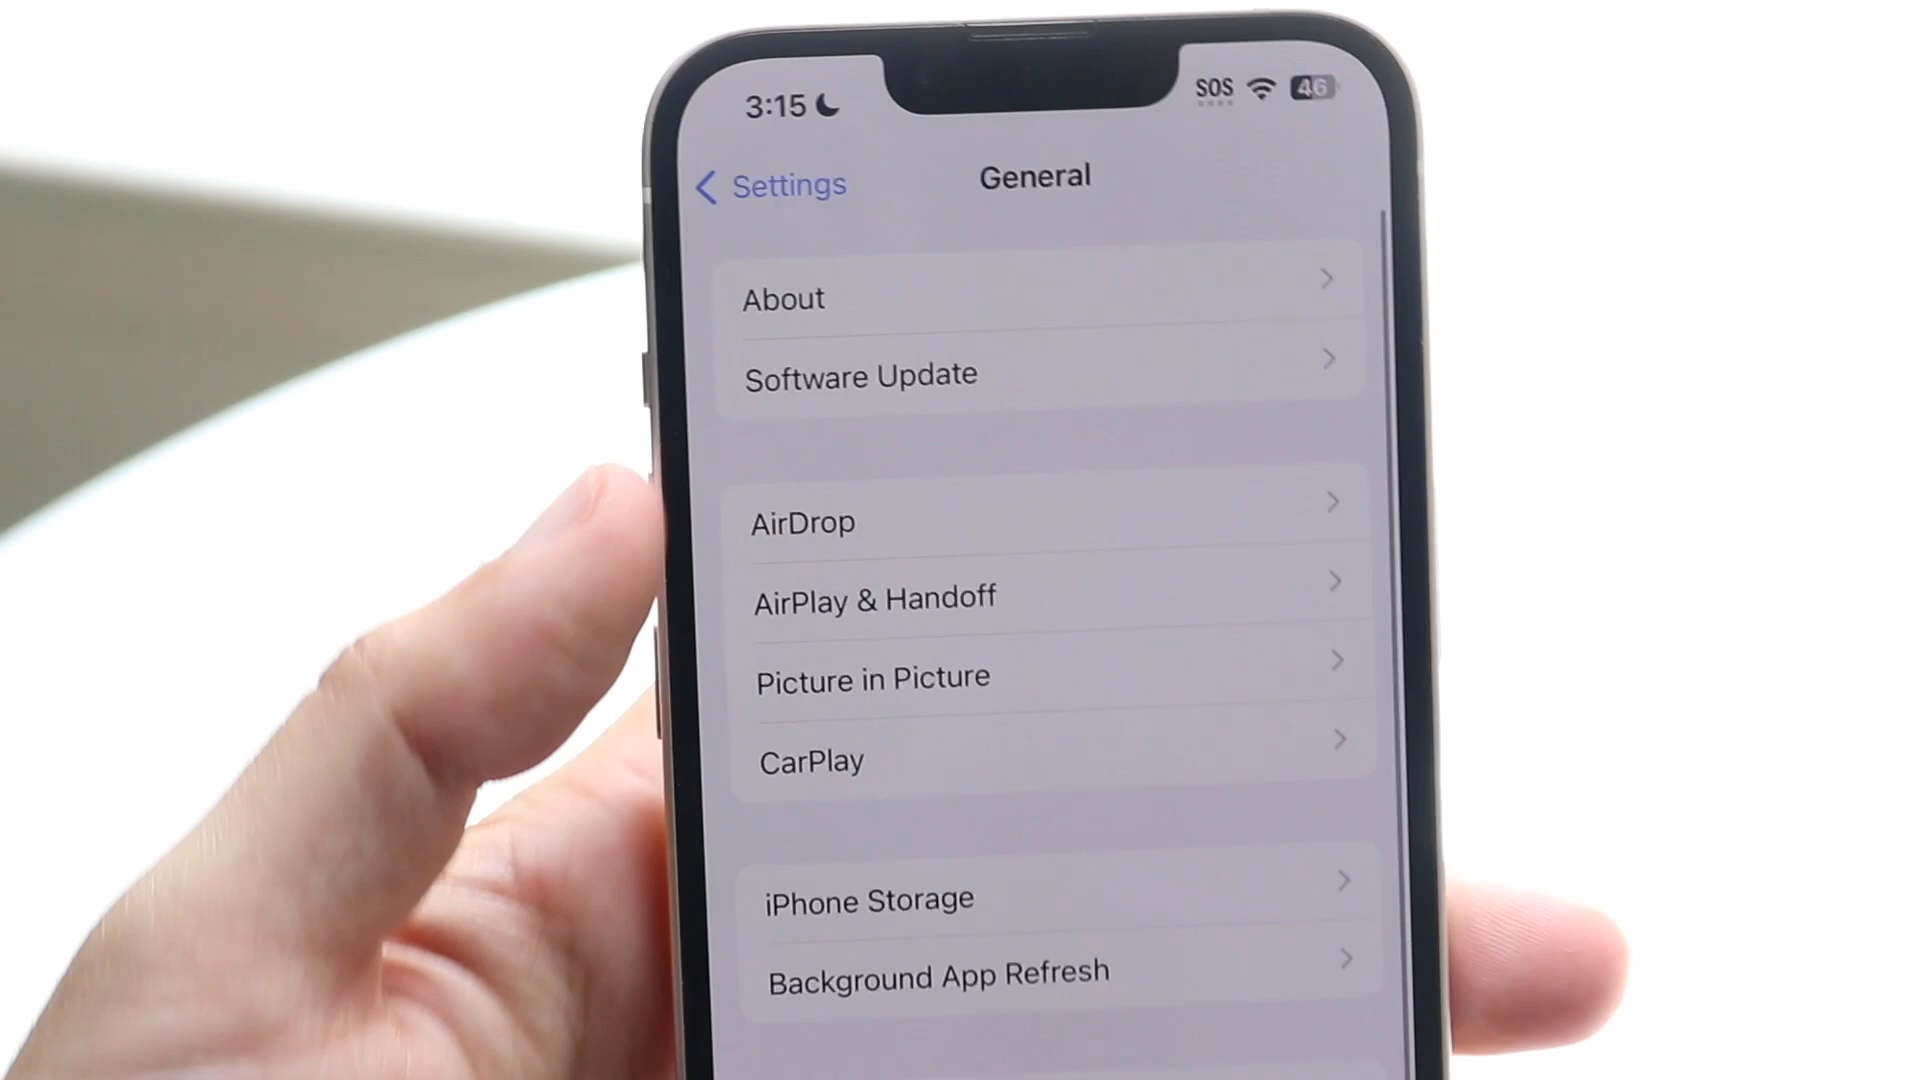 3:15
SOS
46
Settings
General
About
Software Update
AirDrop
AirPlay & Handoff
Picture in Picture
CarPlay
iPhone Storage
Background App Refresh